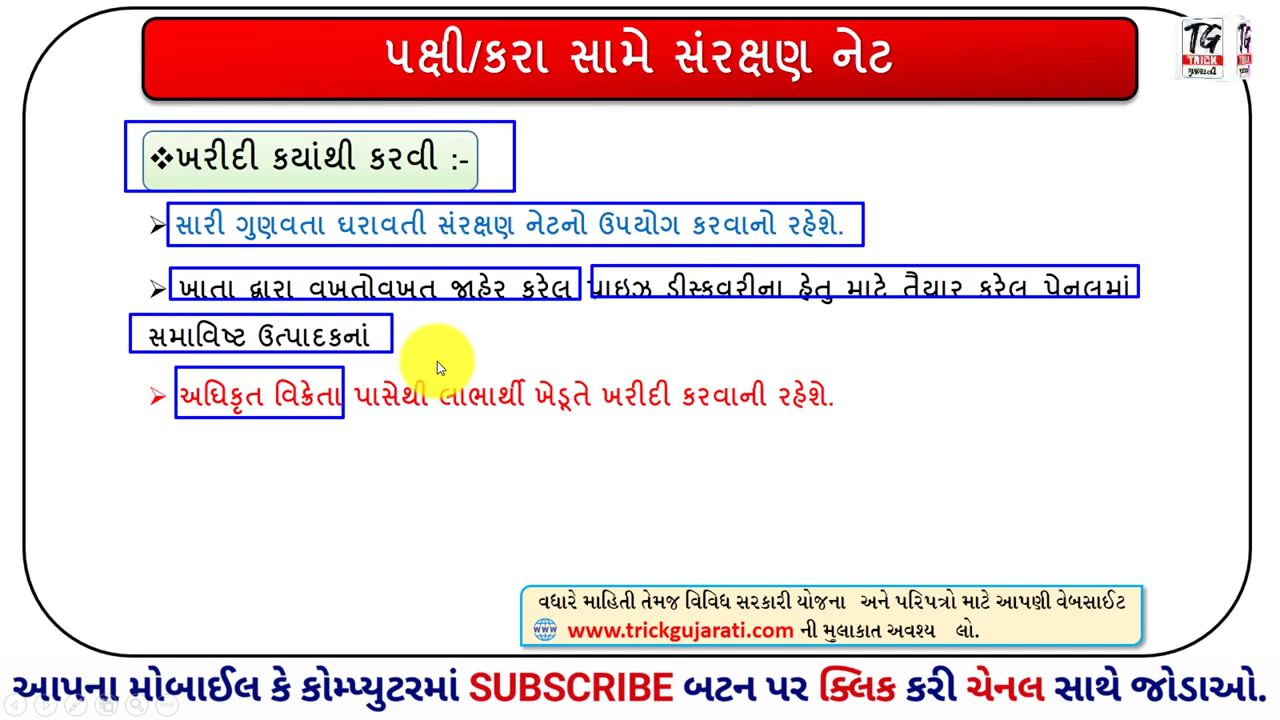 પક્ષી/કરા સામે સંરક્ષણ નેટ
TG TRICK ગુજરાતી
❖ખરીદી કયાંથી કરવી :-
➢ સારી ગુણવતા ધરાવતી સંરક્ષણ નેટનો ઉપયોગ કરવાનો રહેશે.
➢ ખાતા દ્વારા વખતોવખત જાહેર કરેલ પ્રાઇઝ ડીસ્કવરીના હેતુ માટે તૈયાર કરેલ પેનલમાં
સમાવિષ્ટ ઉત્પાદકનાં
➢ અધિકૃત વિક્રેતા પાસેથી લાભાર્થી ખેડૂતે ખરીદી કરવાની રહેશે.
વધારે માહિતી તેમજ વિવિધ સરકારી યોજના અને પરિપત્રો માટે આપણી વેબસાઈટ
www.trickgujarati.com ની મુલાકાત અવશ્ય લો.
આપના મોબાઈલ કે કોમ્પ્યુટરમાં SUBSCRIBE બટન પર ક્લિક કરી ચેનલ સાથે જોડાઓ.